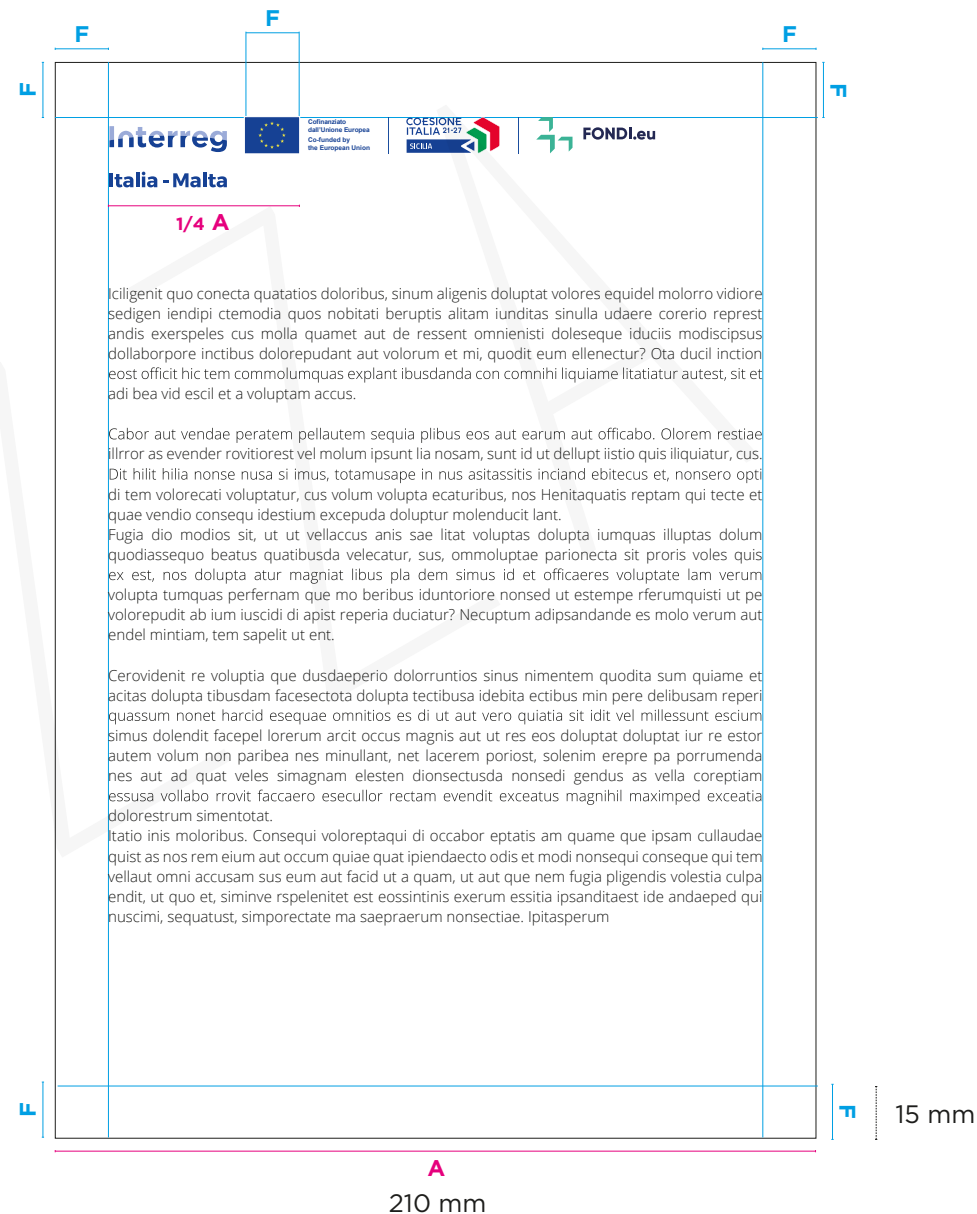 F
F
F
F
F
Interreg
Cofinanziato
dall'Unione Europea
Co-funded by
the European Union
COESIONE
ITALIA 21-27
SICILIA
FONDI.eu
Italia - Malta
1/4 A
Iciligenit quo conecta quatatios doloribus, sinum aligenis doluptat volores equidel molorro vidiore
sedigen iendipi ctemodia quos nobitati beruptis alitam iunditas sinulla udaere corerio represt
andis exerspeles cus molla quamet aut de ressent omnienisti doleseque iduciis modiscipsus
dollaborpore inctibus dolorepudant aut volorum et mi, quodit eum ellenectur? Ota ducil inction
eost officit hic tem commolumquas explant ibusdanda con comnihi liquiame litatiatur autest, sit et
adi bea vid escil et a voluptam accus.
Cabor aut vendae peratem pellautem sequia plibus eos aut earum aut officabo. Olorem restiae
illrror as evender rovitiorest vel molum ipsunt lia nosam, sunt id ut dellupt iistio quis iliquiatur, cus.
Dit hilit hilia nonse nusa si imus, totamusape in nus asitassitis inciand ebitecus et, nonsero opti
di tem volorecati voluptatur, cus volum volupta ecaturibus, nos Henitaquatis reptam qui tecte et
quae vendio consequ idestium excepuda doluptur molenducit lant.
Fugia dio modios sit, ut ut vellaccus anis sae litat voluptas dolupta iumquas illuptas dolum
quodiassequo beatus quatibusda velecatur, sus, ommoluptae parionecta sit proris voles quis
ex est, nos dolupta atur magniat libus pla dem simus id et officaeres voluptate lam verum
volupta tumquas perfernam que mo beribus iduntoriore nonsed ut estempe rferumquisti ut pe
volorepudit ab ium iuscidi di apist reperia duciatur? Necuptum adipsandande es molo verum aut
endel mintiam, tem sapelit ut ent.
Cerovidenit re voluptia que dusdaeperio dolorruntios sinus nimentem quodita sum quiame et
acitas dolupta tibusdam facesectota dolupta tectibusa idebita ectibus min pere delibusam reperi
quassum nonet harcid esequae omnitios es di ut aut vero quiatia sit idit vel millessunt escium
simus dolendit facepel lorerum arcit occus magnis aut ut res eos doluptat doluptat iur re estor
autem volum non paribea nes minullant, net lacerem poriost, solenim erepre pa porrumenda
nes aut ad quat veles simagnam elesten dionsectusda nonsedi gendus as vella coreptiam
essusa vollabo rrovit faccaero esecullor rectam evendit exceatus magnihil maximped exceatia
dolorestrum simentotat.
Itatio inis moloribus. Consequi voloreptaqui di occabor eptatis am quame que ipsam cullaudae
quist as nos rem eium aut occum quiae quat ipiendaecto odis et modi nonsequi conseque qui tem
vellaut omni accusam sus eum aut facid ut a quam, ut aut que nem fugia pligendis volestia culpa
endit, ut quo et, siminve rspelenitet est eossintinis exerum essitia ipsanditaest ide andaeped qui
nuscimi, sequatust, simporectate ma saepraerum nonsectiae. Ipitasperum
F
F
15 mm
A
210 mm